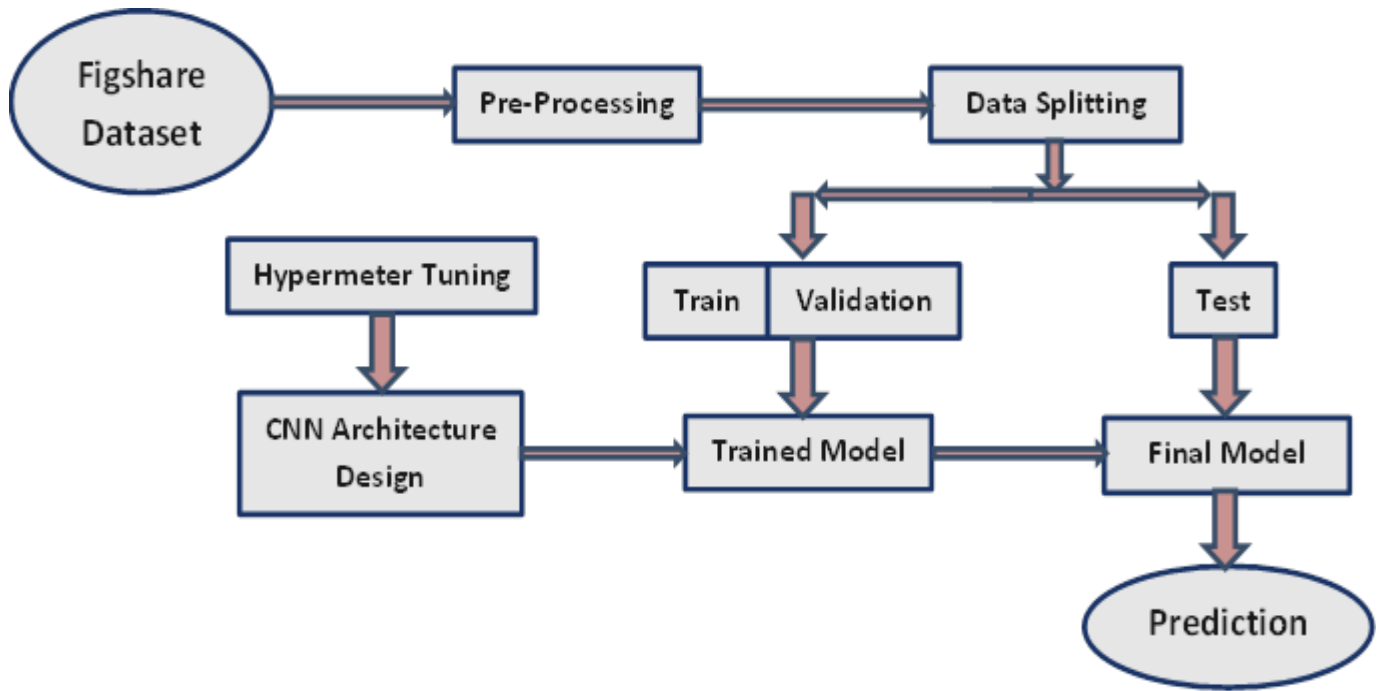 Figshare
Dataset
Pre-Processing
Data Splitting
Hypermeter Tuning
Train
Validation
Test
CNN Architecture
Design
Trained Model
Final Model
Prediction